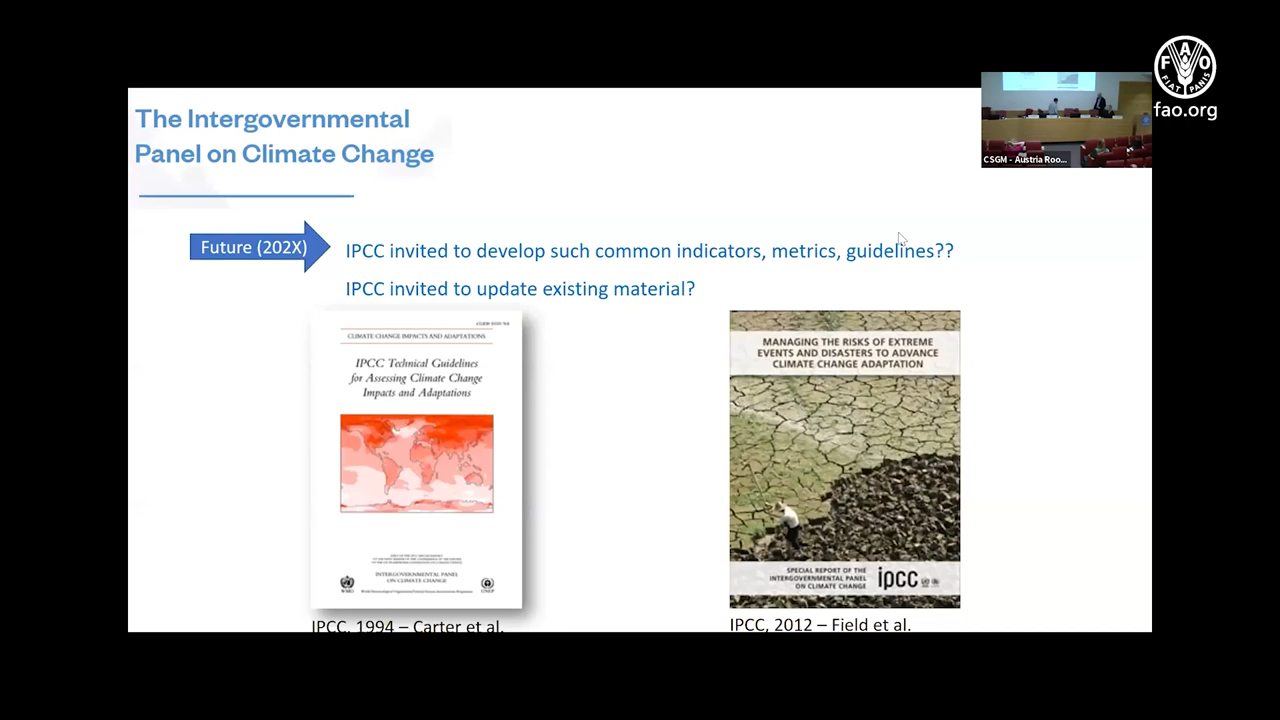 The Intergovernmental
Panel on Climate Change
FAO
FIAT PANIS
fao.org
CSGM - Austria Roo...
Future (202X)
IPCC invited to develop such common indicators, metrics, guidelines??
IPCC invited to update existing material?
CLIMATE CHANGE IMPACTS AND ADAPTATIONS
IPCC Technical Guidelines
for Assessing Climate Change
Impacts and Adaptations
INTERGOVERNMENTAL PANEL
ON CLIMATE CHANGE
WMO
UNEP
IPCC, 1994 – Carter et al.
MANAGING THE RISKS OF EXTREME
EVENTS AND DISASTERS TO ADVANCE
CLIMATE CHANGE ADAPTATION
SPECIAL REPORT OF THE
INTERGOVERNMENTAL PANEL
ON CLIMATE CHANGE
ipcc
IPCC, 2012 – Field et al.